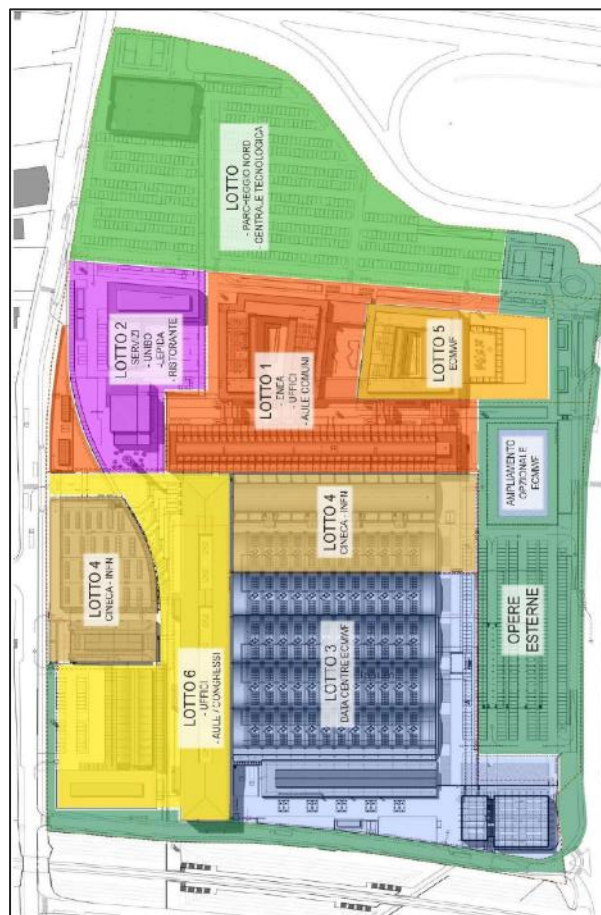 LOTTO
- PARCHEGGIO NORD
- CENTRALE TECNOLOGICA
LOTTO 2
SERVIZI
- UNIBO
-LEPIDA
- RISTORANTE
LOTTO 1
- ENEA
- UFFICI
- AULE COMUNI
LOTTO 5
ECMWF
AMPLIAMENTO
OPZIONALE
ECMWF
LOTTO 4
CINECA - INFN
LOTTO 4
CINECA - INFN
LOTTO 6
- UFFICI
- AULE / CONGRESSI
LOTTO 3
DATA CENTRE ECMWF
OPERE
ESTERNE